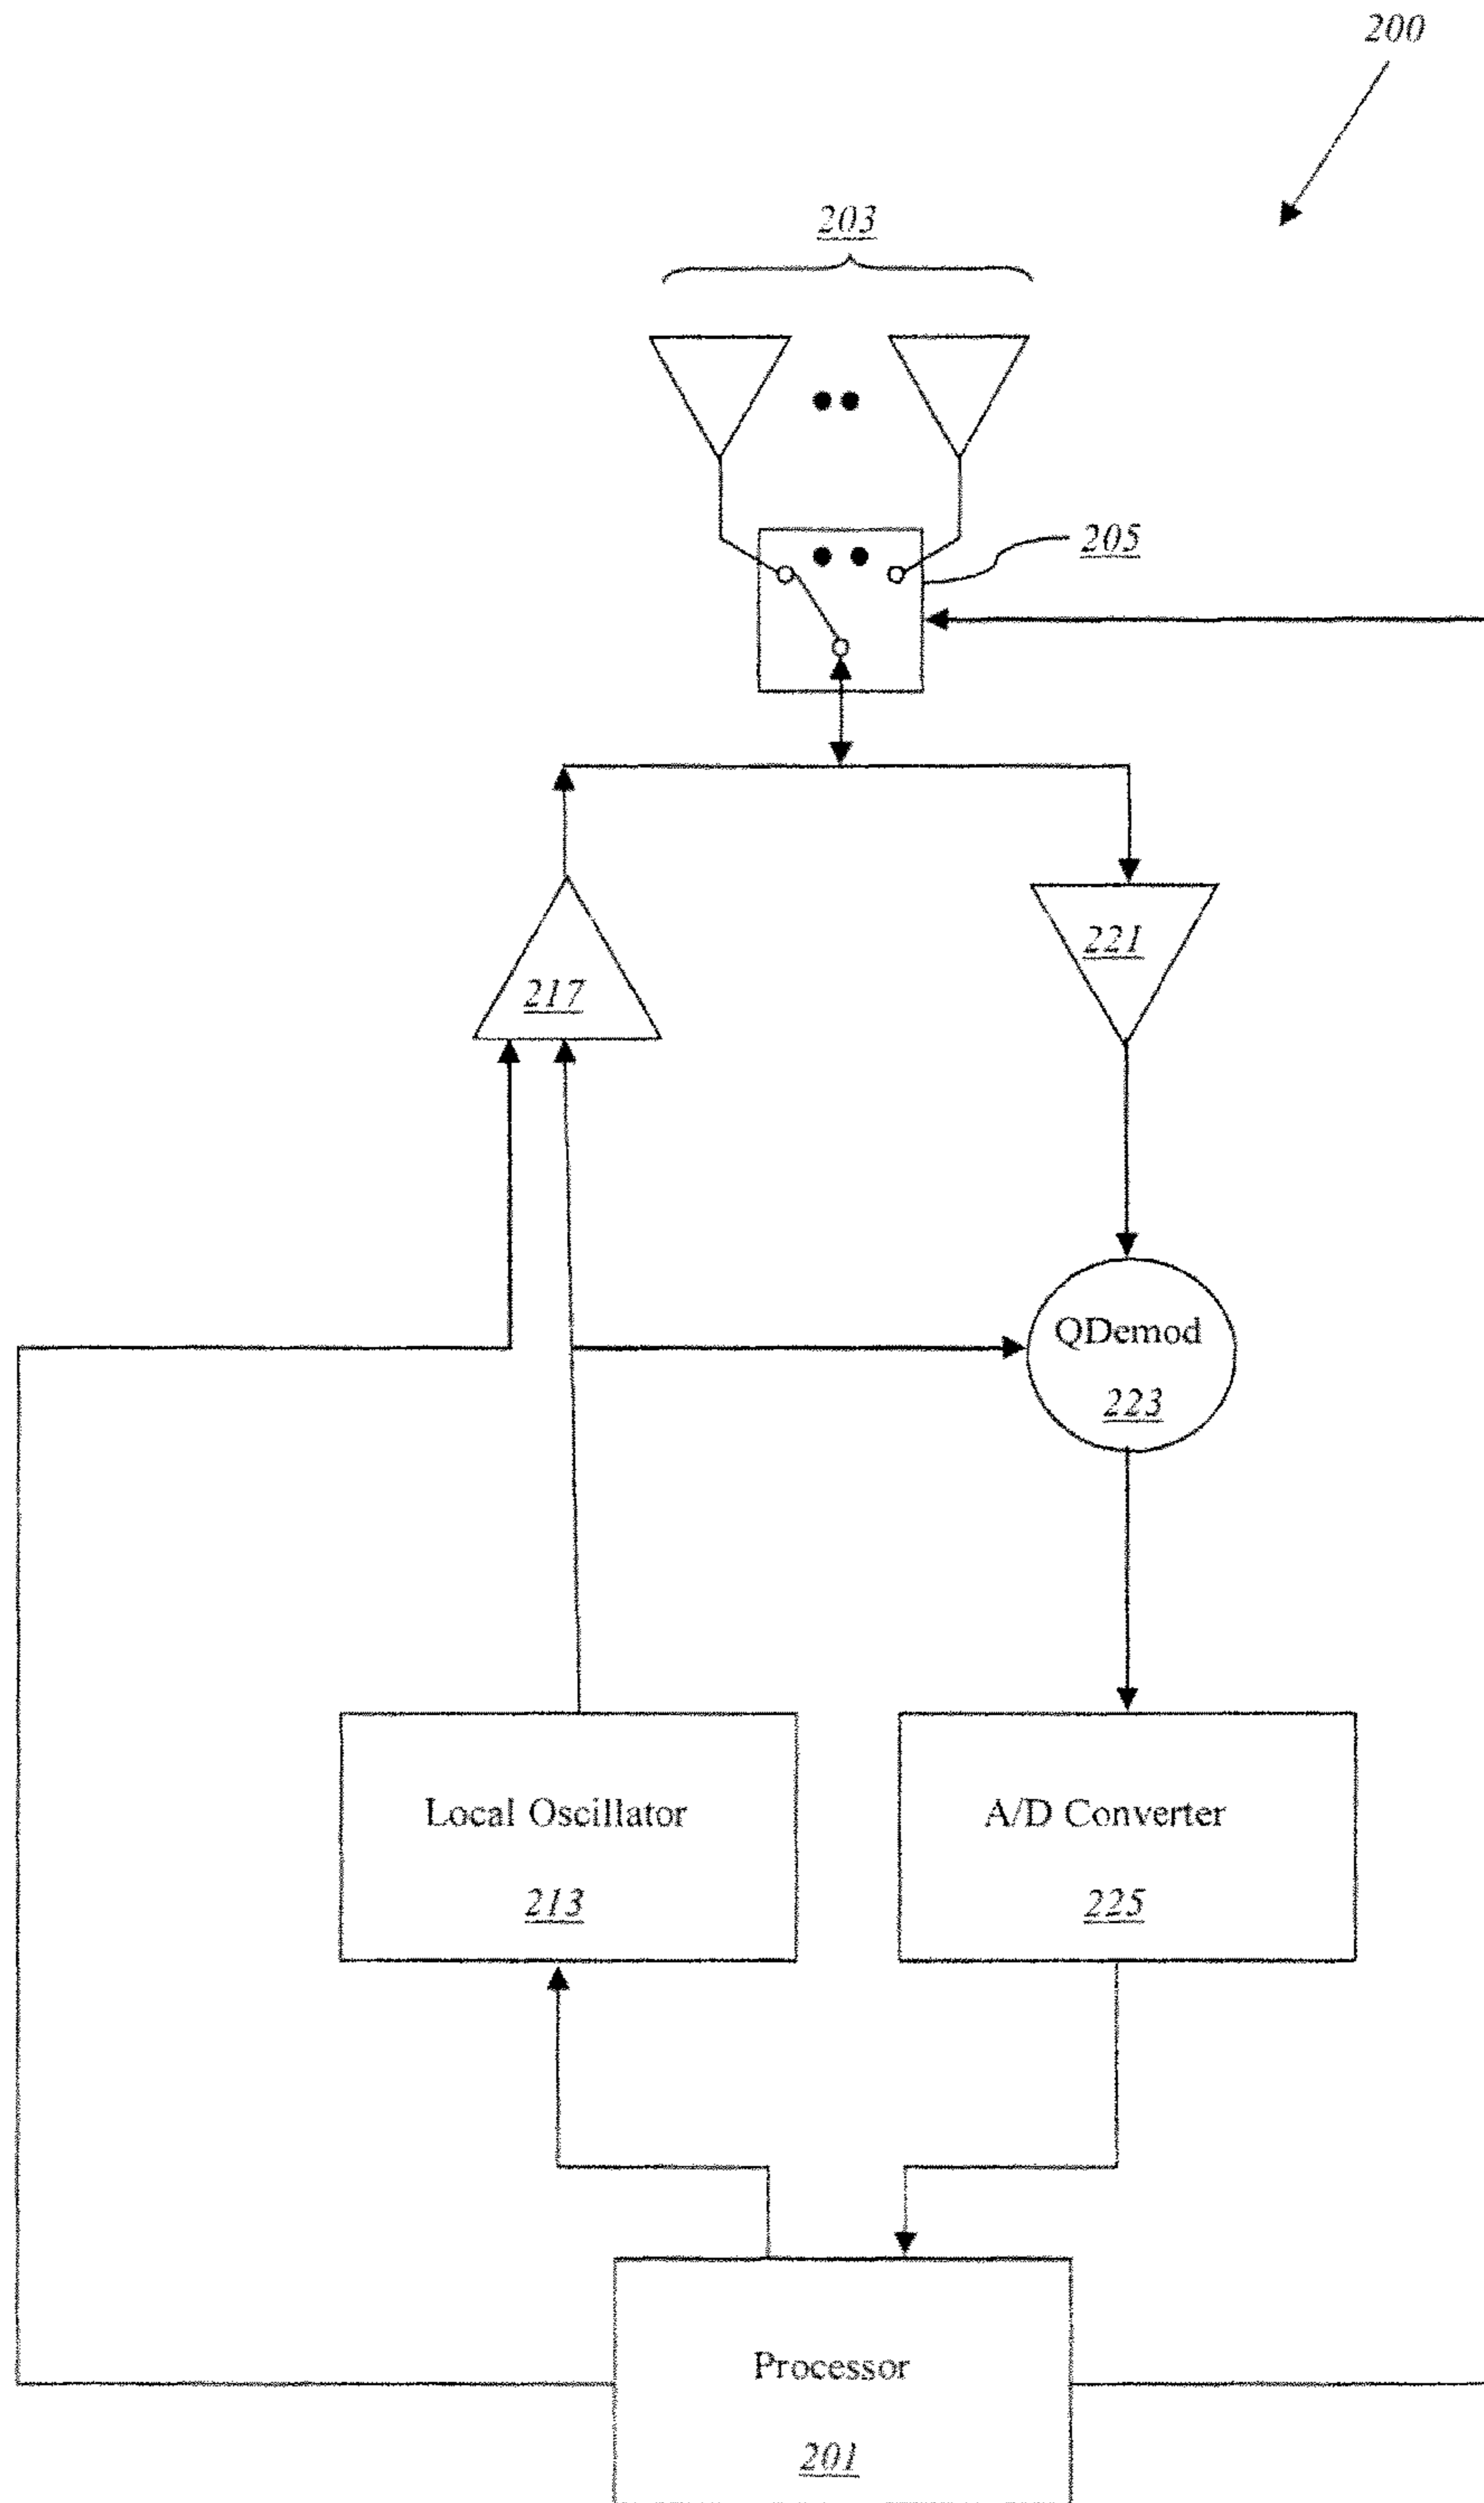 200
203
205
221
217
QDemod
223
Local Oscillator
213
A/D Converter
225
Processor
201